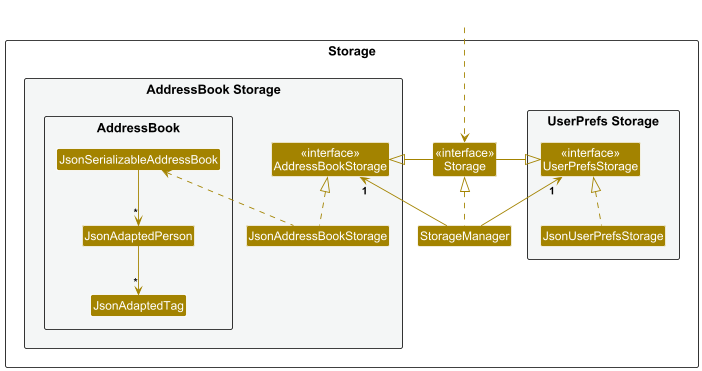 Storage
AddressBook Storage
UserPrefs Storage
AddressBook
JsonSerializableAddressBook
«interface»
AddressBookStorage
«interface»
Storage
«interface»
UserPrefsStorage
1
1
*
JsonAdaptedPerson
JsonAddressBookStorage
StorageManager
JsonUserPrefsStorage
*
JsonAdaptedTag